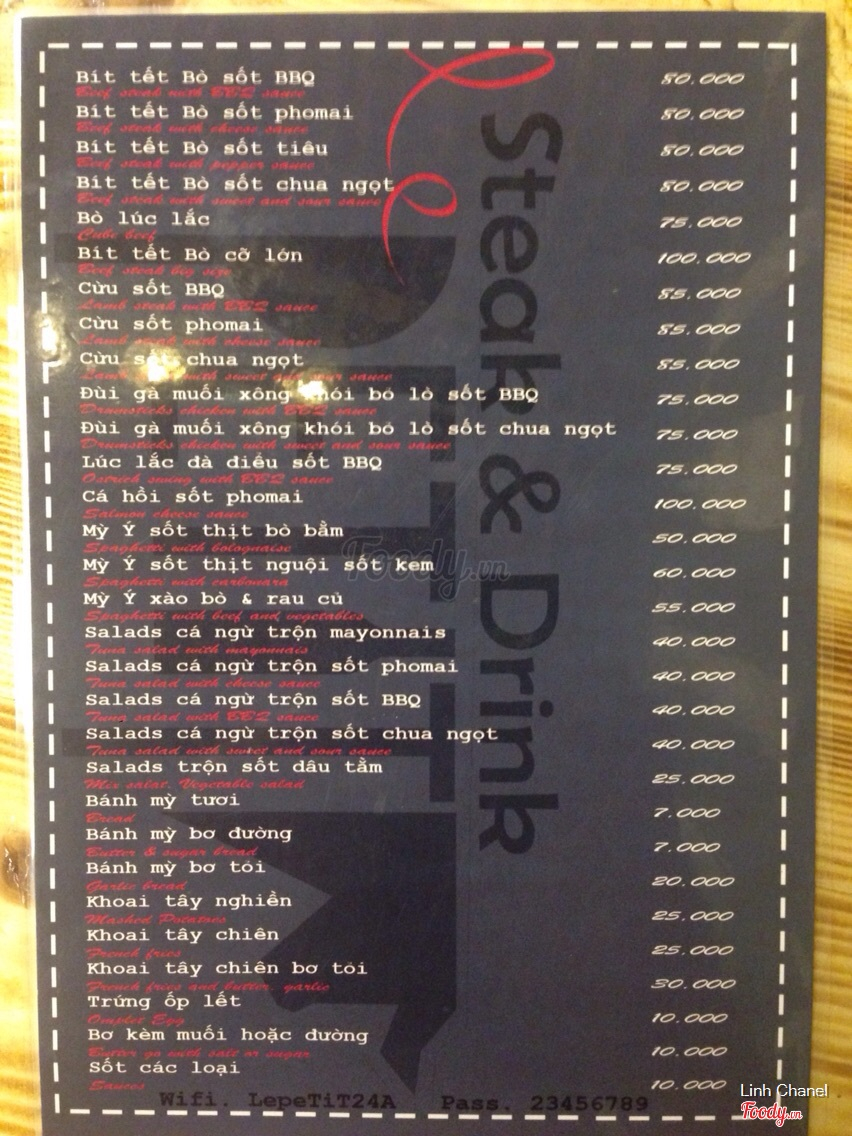 Bít tết Bò sốt BBQ 80.000
Beef steak with BBQ sauce
Bít tết Bò sốt phomai 80.000
Beef steak with cheese sauce
Bít tết Bò sốt tiêu 80.000
Beef steak with pepper sauce
Bít tết Bò sốt chua ngọt 80.000
Beef steak with sweet and sour sauce
Bò lúc lắc 75.000
Cube beef
Bít tết Bò cỡ lớn 100.000
Beef steak big size
Cừu sốt BBQ 85.000
Lamb steak with BBQ sauce
Cừu sốt phomai 85.000
Lamb steak with cheese sauce
Cừu sốt chua ngọt 85.000
Lamb with sweet and sour sauce
Đùi gà muối xông khói bỏ lò sốt BBQ 75.000
Drumsticks chicken with BBQ sauce
Đùi gà muối xông khói bỏ lò sốt chua ngọt 75.000
Drumsticks chicken with sweet and sour sauce
Lúc lắc đà điểu sốt BBQ 75.000
Ostrich swing with BBQ sauce
Cá hồi sốt phomai 100.000
Salmon cheese sauce
Mỳ Ý sốt thịt bò bằm 50.000
Spaghetti with bolognaise
Mỳ Ý sốt thịt nguội sốt kem 60.000
Spaghetti with carbonara
Mỳ Ý xào bò & rau củ 55.000
Spaghetti with beef and vegetables
Salads cá ngừ trộn mayonnais 40.000
Tuna salad with mayonnais
Salads cá ngừ trộn sốt phomai 40.000
Tuna salad with cheese sauce
Salads cá ngừ trộn sốt BBQ 40.000
Tuna salad with BBQ sauce
Salads cá ngừ trộn sốt chua ngọt 40.000
Tuna salad with sweet and sour sauce
Salads trộn sốt dâu tằm 25.000
Mix salat, Vegetable salad
Bánh mỳ tươi 7.000
Bread
Bánh mỳ bơ đường 7.000
Butter & sugar bread
Bánh mỳ bơ tỏi 20.000
Garlic bread
Khoai tây nghiền 25.000
Mashed Potatoes
Khoai tây chiên 25.000
French fries
Khoai tây chiên bơ tỏi 30.000
French fries and butter, garlic
Trứng ốp lết 10.000
Omplet Egg
Bơ kèm muối hoặc đường 10.000
Butter go with salt or sugar
Sốt các loại 10.000
Sauces
Wifi. LepeTiT24A Pass. 23456789
Le PETIT
Steak & Drink
Foody.vn
Linh Chanel
Foody.vn